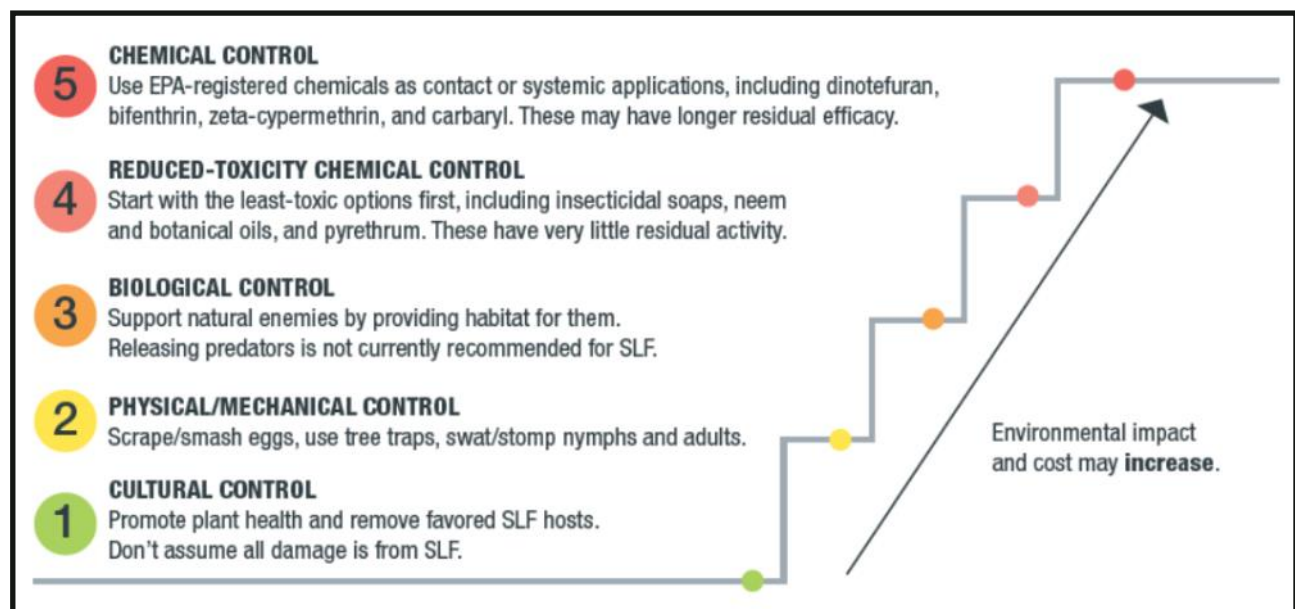 5
CHEMICAL CONTROL
Use EPA-registered chemicals as contact or systemic applications, including dinotefuran,
bifenthrin, zeta-cypermethrin, and carbaryl. These may have longer residual efficacy.
4
REDUCED-TOXICITY CHEMICAL CONTROL
Start with the least-toxic options first, including insecticidal soaps, neem
and botanical oils, and pyrethrum. These have very little residual activity.
3
BIOLOGICAL CONTROL
Support natural enemies by providing habitat for them.
Releasing predators is not currently recommended for SLF.
2
PHYSICAL/MECHANICAL CONTROL
Scrape/smash eggs, use tree traps, swat/stomp nymphs and adults.
1
CULTURAL CONTROL
Promote plant health and remove favored SLF hosts.
Don't assume all damage is from SLF.
Environmental impact
and cost may increase.